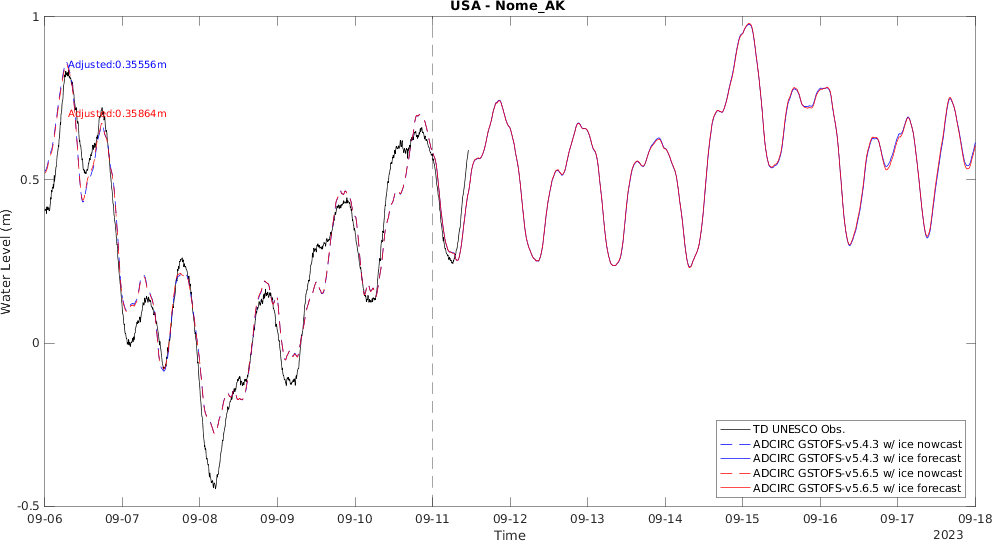 USA - Nome_AK
1
Adjusted:0.35556m
Adjusted:0.35864m
0.5
Water Level (m)
0
-0.5
TD UNESCO Obs.
ADCIRC GSTOFS-v5.4.3 w/ ice nowcast
ADCIRC GSTOFS-v5.4.3 w/ ice forecast
ADCIRC GSTOFS-v5.6.5 w/ ice nowcast
ADCIRC GSTOFS-v5.6.5 w/ ice forecast
09-06 09-07 09-08 09-09 09-10 09-11 09-12 09-13 09-14 09-15 09-16 09-17 09-18
Time
2023